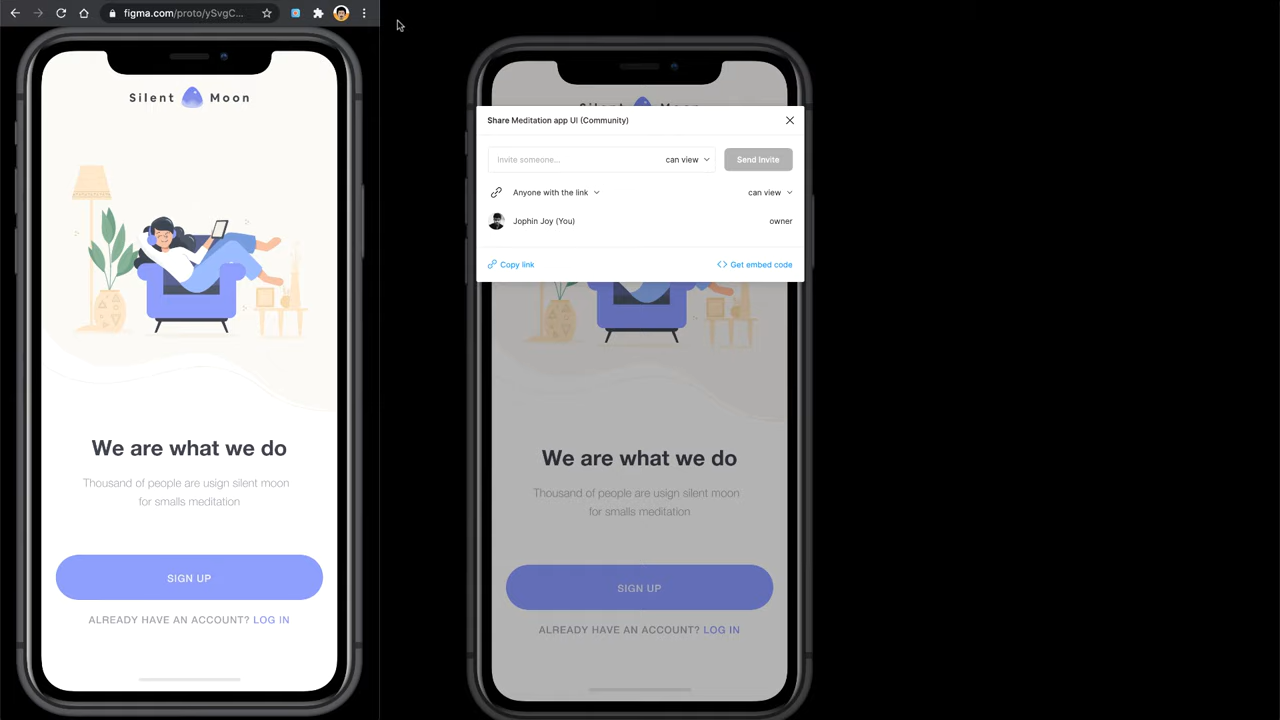 figma.com/proto/ySvgC...
Silent Moon
We are what we do
Thousand of people are usign silent moon
for smalls meditation
SIGN UP
ALREADY HAVE AN ACCOUNT? LOG IN
Share Meditation app UI (Community)
Invite someone...
can view
Send Invite
Anyone with the link
can view
Jophin Joy (You)
owner
Copy link
Get embed code
We are what we do
Thousand of people are usign silent moon
for smalls meditation
SIGN UP
ALREADY HAVE AN ACCOUNT? LOG IN